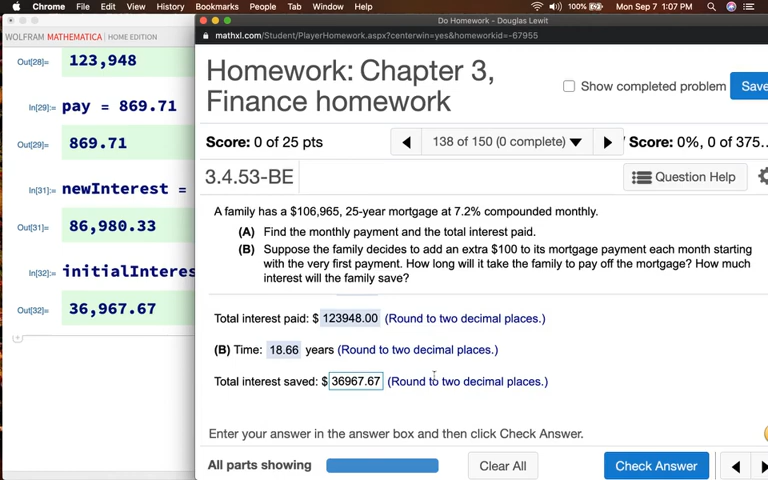 Chrome File Edit View History Bookmarks People Tab Window Help 100% Mon Sep 7 1:07 PM
Do Homework - Douglas Lewit
mathxl.com/Student/PlayerHomework.aspx?centerwin=yes&homeworkid=-67955
WOLFRAM MATHEMATICA | HOME EDITION
Out[28]= 123,948
In[29]:= pay = 869.71
Out[29]= 869.71
In[31]:= newInterest =
Out[31]= 86,980.33
In[32]:= initialInteres
Out[32]= 36,967.67
Homework: Chapter 3,
Finance homework
Show completed problem
Save
Score: 0 of 25 pts
138 of 150 (0 complete)
Score: 0%, 0 of 375...
3.4.53-BE
Question Help
A family has a $106,965, 25-year mortgage at 7.2% compounded monthly.
(A) Find the monthly payment and the total interest paid.
(B) Suppose the family decides to add an extra $100 to its mortgage payment each month starting
with the very first payment. How long will it take the family to pay off the mortgage? How much
interest will the family save?
Total interest paid: $ 123948.00 (Round to two decimal places.)
(B) Time: 18.66 years (Round to two decimal places.)
Total interest saved: $ 36967.67 (Round to two decimal places.)
Enter your answer in the answer box and then click Check Answer.
All parts showing
Clear All
Check Answer